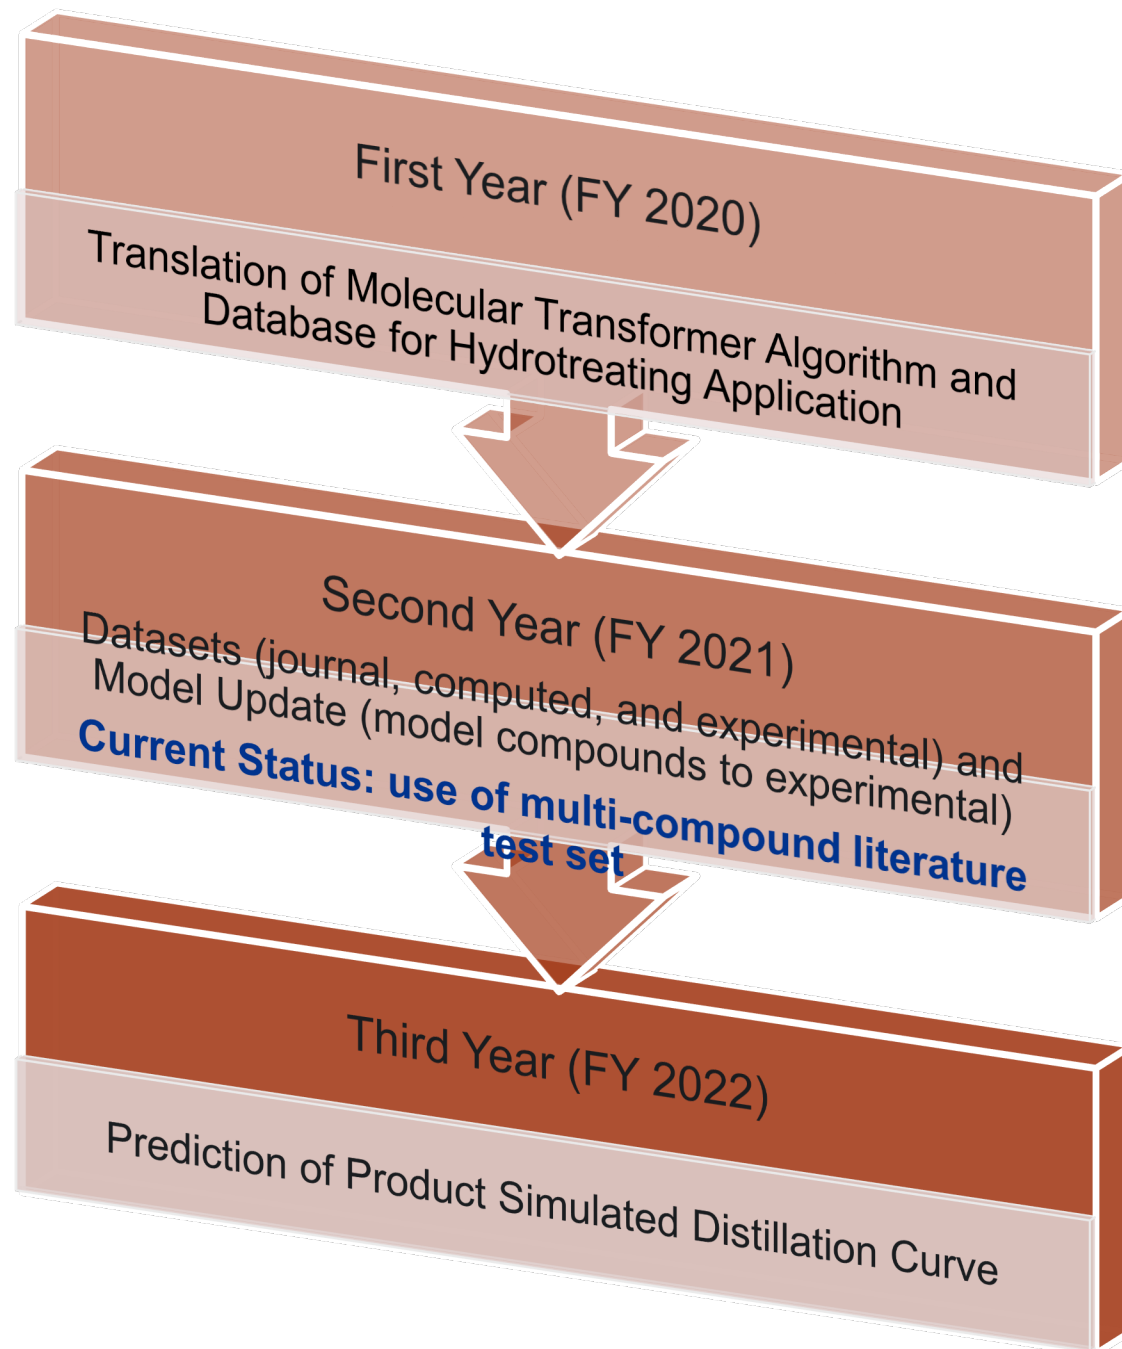 First Year (FY 2020)
Translation of Molecular Transformer Algorithm and
Database for Hydrotreating Application
Second Year (FY 2021)
Datasets (journal, computed, and experimental) and
Model Update (model compounds to experimental)
Current Status: use of multi-compound literature
test set
Third Year (FY 2022)
Prediction of Product Simulated Distillation Curve